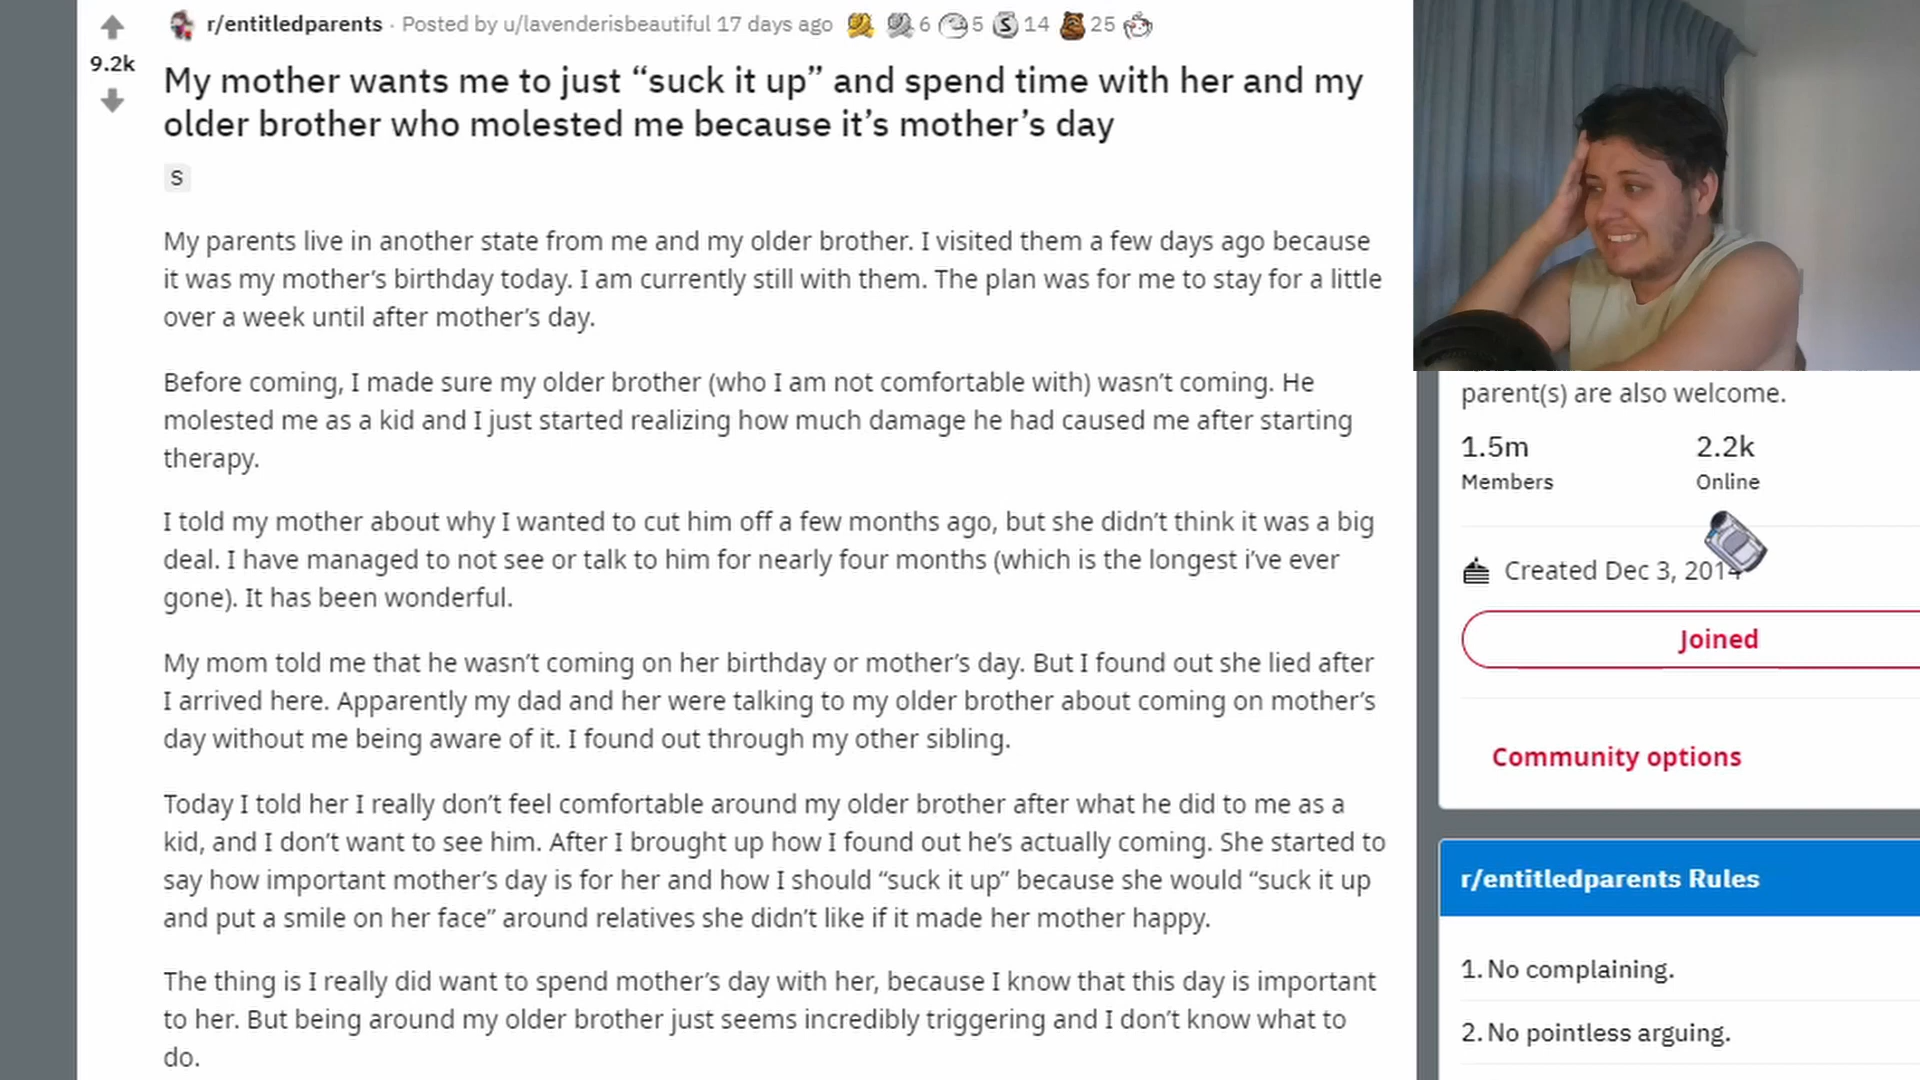 r/entitledparents · Posted by u/lavenderisbeautiful 17 days ago 6 5 14 25
9.2k
My mother wants me to just “suck it up” and spend time with her and my
older brother who molested me because it’s mother’s day
S
My parents live in another state from me and my older brother. I visited them a few days ago because
it was my mother’s birthday today. I am currently still with them. The plan was for me to stay for a little
over a week until after mother’s day.
Before coming, I made sure my older brother (who I am not comfortable with) wasn’t coming. He
molested me as a kid and I just started realizing how much damage he had caused me after starting
therapy.
I told my mother about why I wanted to cut him off a few months ago, but she didn’t think it was a big
deal. I have managed to not see or talk to him for nearly four months (which is the longest i’ve ever
gone). It has been wonderful.
My mom told me that he wasn’t coming on her birthday or mother’s day. But I found out she lied after
I arrived here. Apparently my dad and her were talking to my older brother about coming on mother’s
day without me being aware of it. I found out through my other sibling.
Today I told her I really don’t feel comfortable around my older brother after what he did to me as a
kid, and I don’t want to see him. After I brought up how I found out he’s actually coming. She started to
say how important mother’s day is for her and how I should “suck it up” because she would “suck it up
and put a smile on her face” around relatives she didn’t like if it made her mother happy.
The thing is I really did want to spend mother’s day with her, because I know that this day is important
to her. But being around my older brother just seems incredibly triggering and I don’t know what to
do.
parent(s) are also welcome.
1.5m 2.2k
Members Online
Created Dec 3, 2014
Joined
Community options
r/entitledparents Rules
1. No complaining.
2. No pointless arguing.